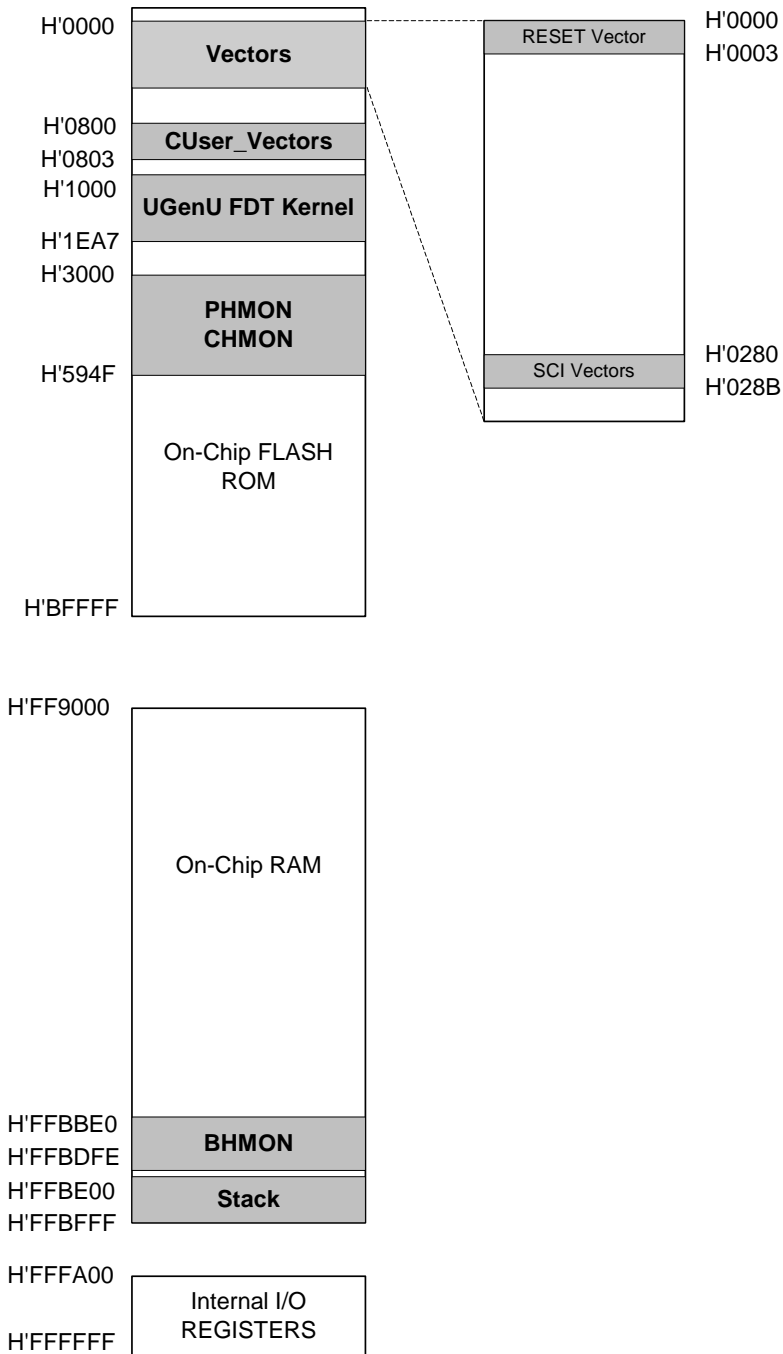 H'0000
Vectors
H'0800
CUser_Vectors
H'0803
H'1000
UGenU FDT Kernel
H'1EA7
H'3000
PHMON
CHMON
H'594F
On-Chip FLASH
ROM
H'BFFFF
H'0000
RESET Vector
H'0003
H'0280
SCI Vectors
H'028B
H'FF9000
On-Chip RAM
H'FFBBE0
BHMON
H'FFBDFE
H'FFBE00
Stack
H'FFBFFF
H'FFFA00
Internal I/O
REGISTERS
H'FFFFFF